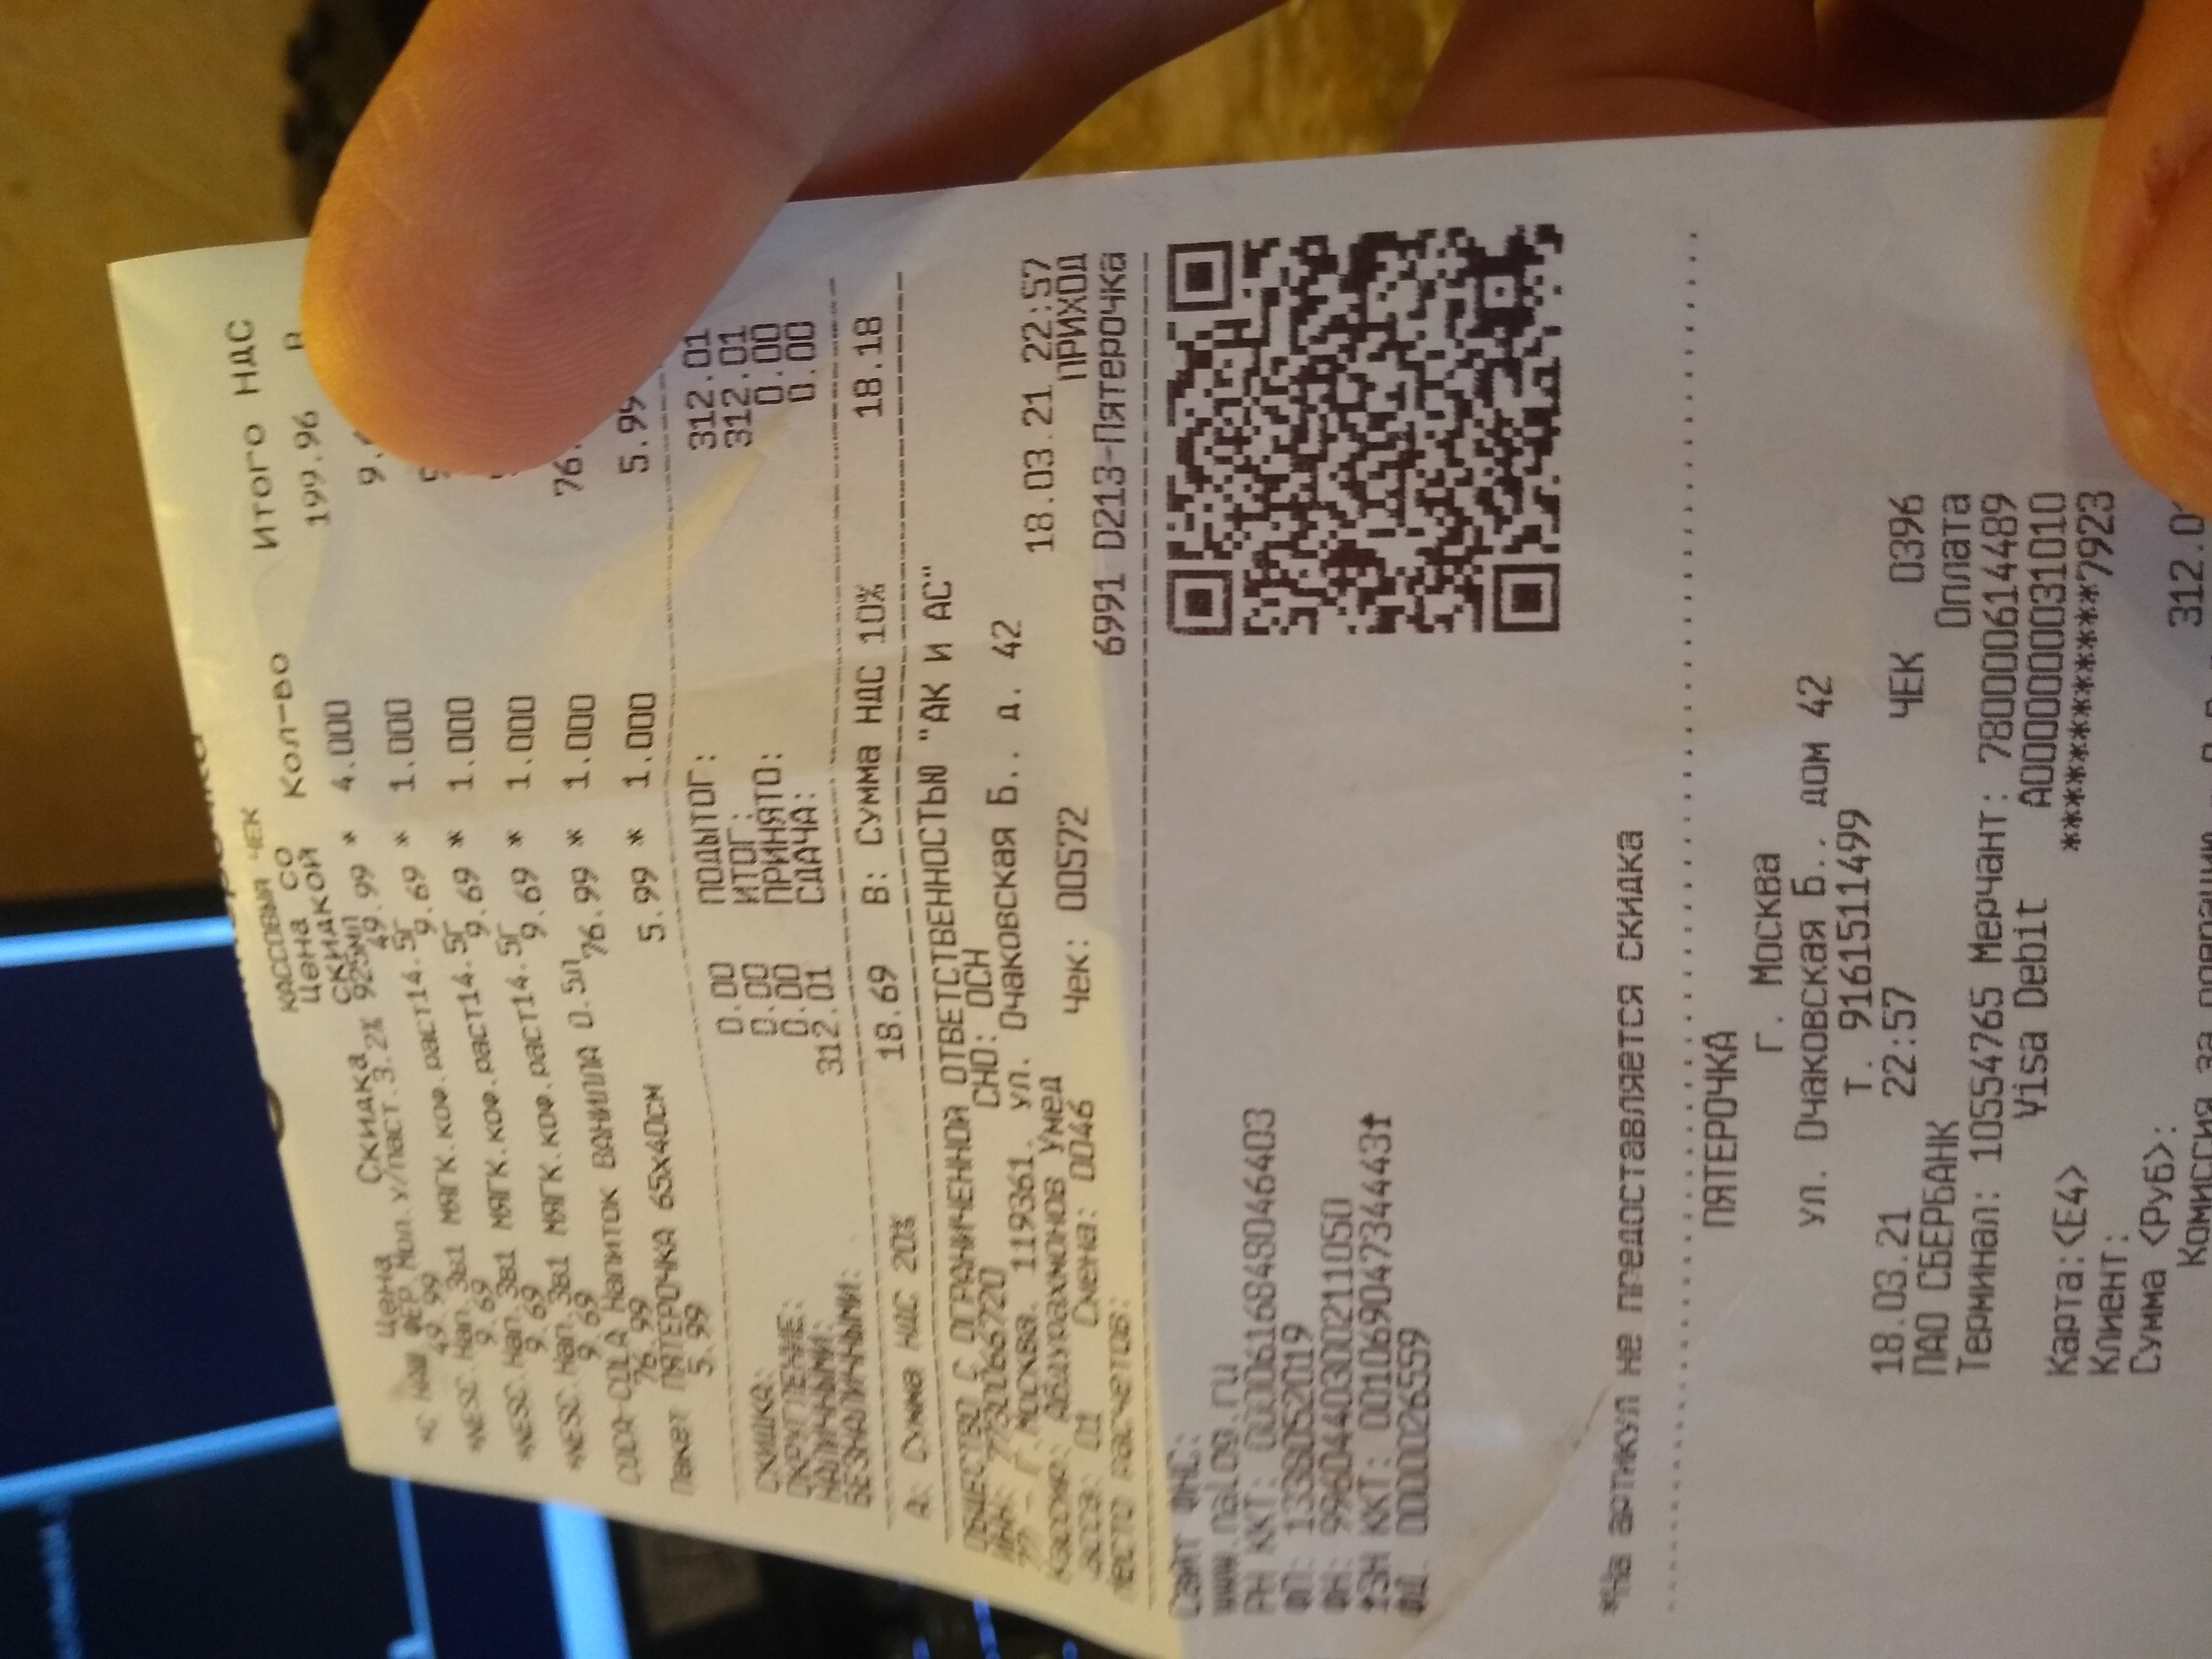 КАССОВЫЙ ЧЕК
Цена Скидка Цена со скидкой Кол-во Итого НДС
*С НАШ.ФЕР.Мол.у/паст.3.2% 925мл
49.99 49.99 * 4.000 199.96 В
*NESC.Нап.3в1 МЯГК.коф.раст14.5г
9.69 9.69 * 1.000
*NESC.Нап.3в1 МЯГК.коф.раст14.5г
9.69 9.69 * 1.000
*NESC.Нап.3в1 МЯГК.коф.раст14.5г
9.69 9.69 * 1.000
COCA-COLA Напиток ВАНИЛЛА 0.5л
76.99 76.99 * 1.000 76.
Пакет ПЯТЕРОЧКА 65х40см
5.99 5.99 * 1.000 5.99
СКИДКА: 0.00 ПОДЫТОГ: 312.01
ОКРУГЛЕНИЕ: 0.00 ИТОГ: 312.01
НАЛИЧНЫМИ: 0.00 ПРИНЯТО: 0.00
БЕЗНАЛИЧНЫМИ: 312.01 СДАЧА: 0.00
А: Сумма НДС 20% 18.69 В: Сумма НДС 10% 18.18
ОБЩЕСТВО С ОГРАНИЧЕННОЙ ОТВЕТСТВЕННОСТЬЮ "АК И АС"
ИНН: 7730066720 СНО: ОСН
77 - Г.Москва, 119361, ул. Очаковская Б., д. 42
Кассир: Абдурахмонов Умед 18.03.21 22:57
асса: 01 Смена: 0046 Чек: 00572 ПРИХОД
есто расчетов: 6991 D213-Пятерочка
Сайт ФНС:
www.nalog.ru
РН ККТ: 0000616848046403
ФП: 1338052019
ФН: 9960440300211050
†ЗН ККТ: 00106904734443†
ФД: 0000026559
*На артикул не предоставляется скидка
ПЯТЕРОЧКА
г. Москва
ул. Очаковская Б., дом 42
т. 9161511499
18.03.21 22:57 ЧЕК 0396
ПАО СБЕРБАНК Оплата
Терминал: 10554765 Мерчант: 780000614489
Visa Debit A0000000031010
Карта:<E4> ************7923
Клиент:
Сумма <Руб>:
312.01
Комиссия за операцию